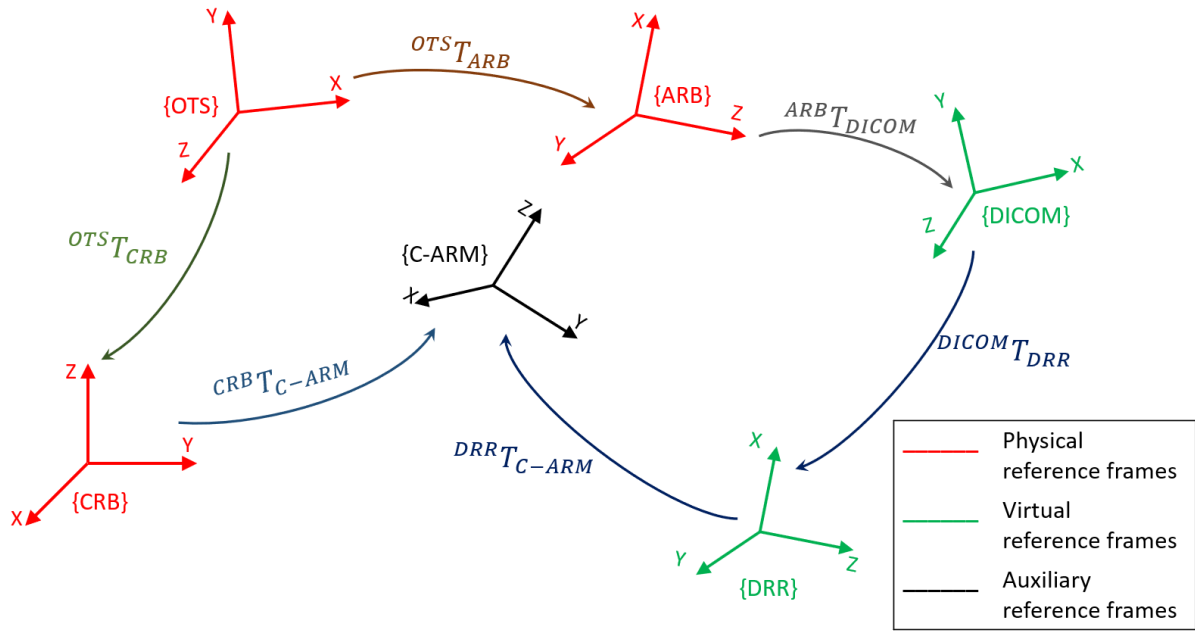 Y
X
Z
{OTS}
OTS T ARB
X
Z
Y
{ARB}
ARB T DICOM
Y
X
Z
{DICOM}
OTS T CRB
Z
X
Y
{C-ARM}
DICOM T DRR
Z
Y
X
{CRB}
CRB T C−ARM
DRR T C−ARM
X
Y
Z
{DRR}
Physical
reference frames
Virtual
reference frames
Auxiliary
reference frames